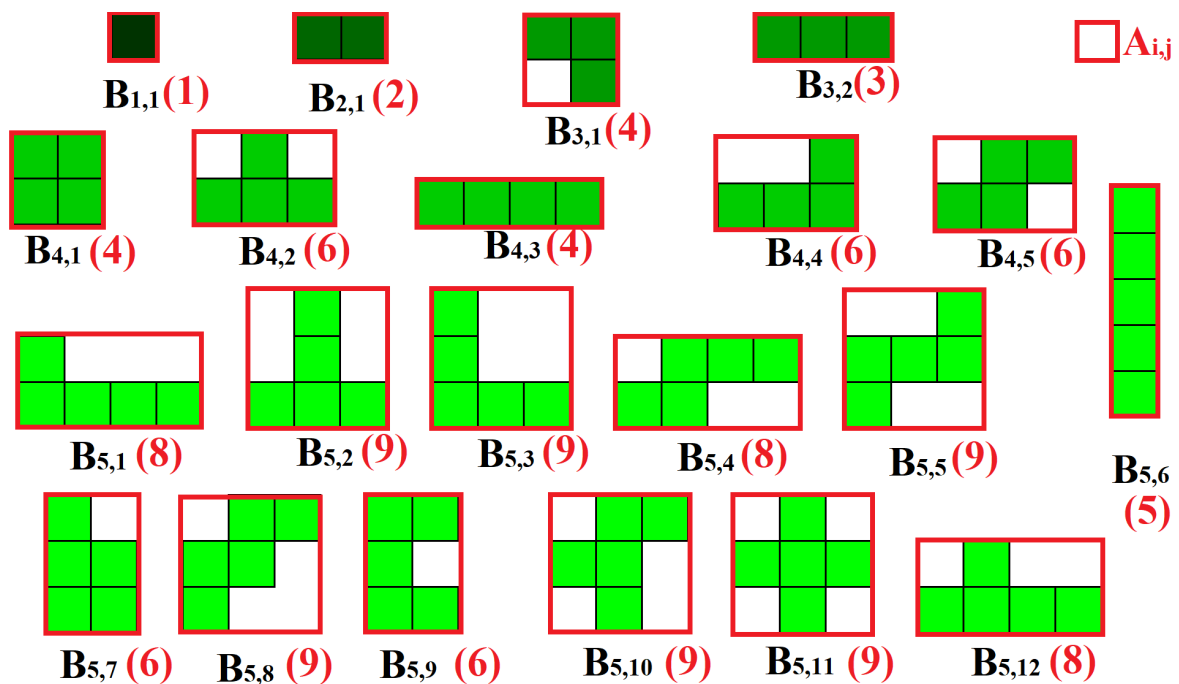 A i,j
B1,1 (1)
B2,1 (2)
B3,1 (4)
B3,2 (3)
B4,1 (4)
B4,2 (6)
B4,3 (4)
B4,4 (6)
B4,5 (6)
B5,1 (8)
B5,2 (9)
B5,3 (9)
B5,4 (8)
B5,5 (9)
B5,6
(5)
B5,7 (6)
B5,8 (9)
B5,9 (6)
B5,10 (9)
B5,11 (9)
B5,12 (8)